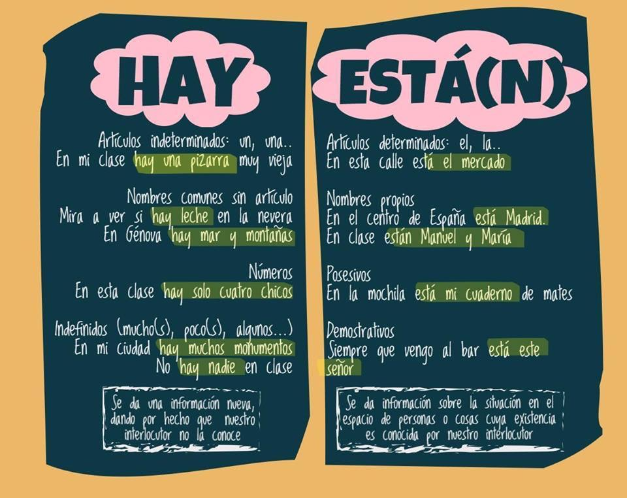 HAY
Artículos indeterminados: un, una..
En mi clase hay una pizarra muy vieja
Nombres comunes sin artículo
Mira a ver si hay leche en la nevera
En Génova hay mar y montañas
Números
En esta clase hay solo cuatro chicos
Indefinidos (mucho(s), poco(s), algunos...)
En mi ciudad hay muchos monumentos
No hay nadie en clase
Se da una información nueva,
dando por hecho que nuestro
interlocutor no la conoce
ESTÁ(N)
Artículos determinados: el, la..
En esta calle está el mercado
Nombres propios
En el centro de España está Madrid.
En clase están Manuel y María
Posesivos
En la mochila está mi cuaderno de mates
Demostrativos
Siempre que vengo al bar está este
señor
Se da información sobre la situación en el
espacio de personas o cosas cuya existencia
es conocida por nuestro interlocutor